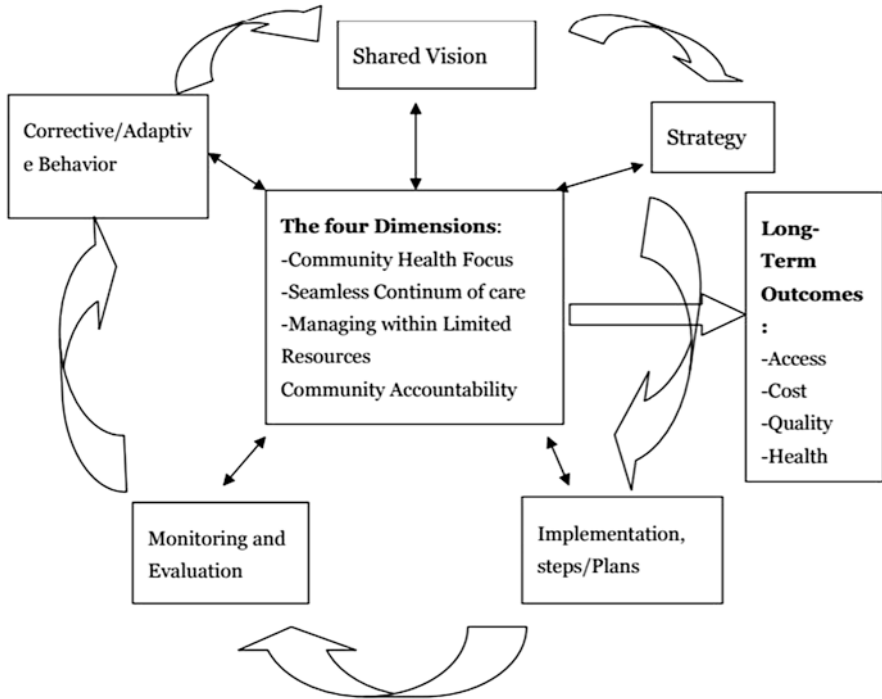 Shared Vision
Strategy
Corrective/Adaptiv
e Behavior
The four Dimensions:
-Community Health Focus
-Seamless Continum of care
-Managing within Limited
Resources
Community Accountability
Long-
Term
Outcomes
:
-Access
-Cost
-Quality
-Health
Monitoring and
Evaluation
Implementation,
steps/Plans